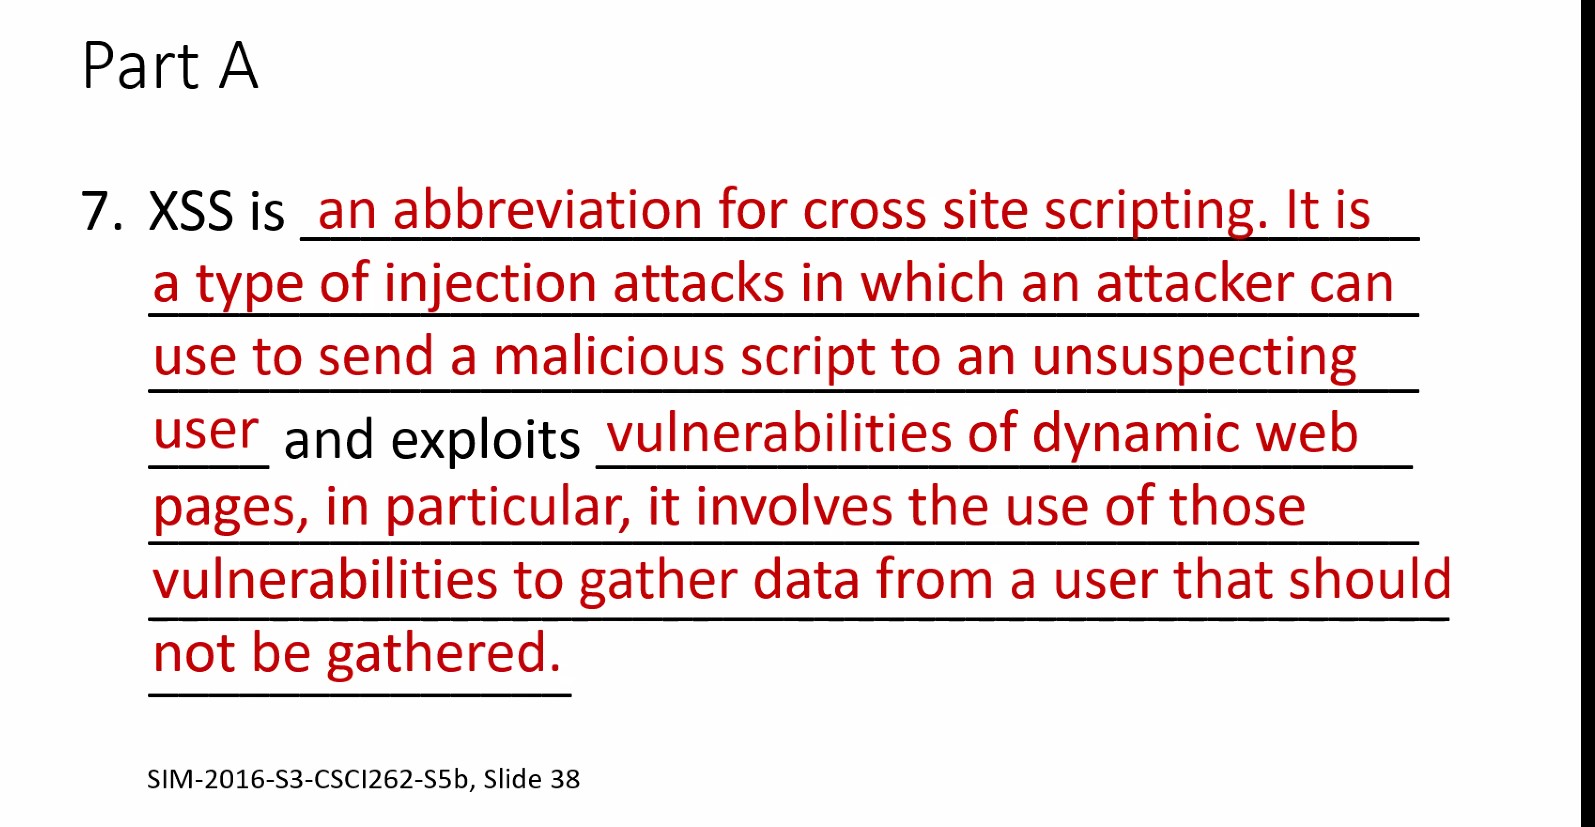 Part A
7. XSS is an abbreviation for cross site scripting. It is
a type of injection attacks in which an attacker can
use to send a malicious script to an unsuspecting
user and exploits vulnerabilities of dynamic web
pages, in particular, it involves the use of those
vulnerabilities to gather data from a user that should
not be gathered.
SIM-2016-S3-CSCI262-S5b, Slide 38